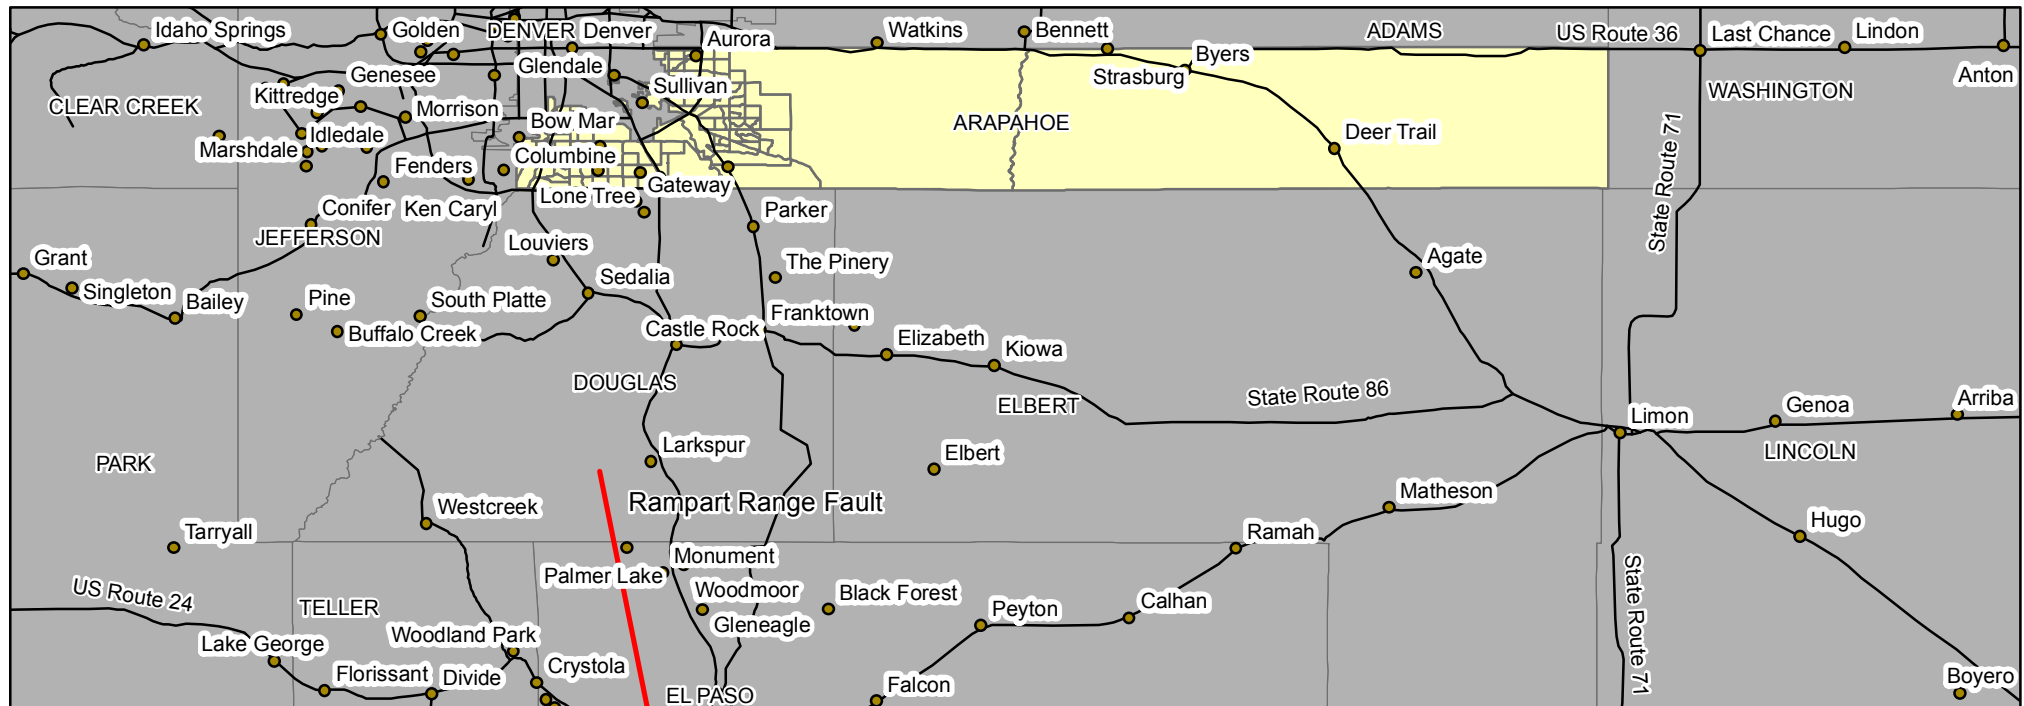 Idaho Springs
Golden
DENVER
Denver
Aurora
Watkins
Bennett
ADAMS
US Route 36
Last Chance
Lindon
Genesee
Glendale
Byers
Strasburg
Anton
CLEAR CREEK
Kittredge
Sullivan
WASHINGTON
Morrison
Bow Mar
ARAPAHOE
Deer Trail
Idledale
Marshdale
Columbine
Fenders
Gateway
Lone Tree
State Route 71
Conifer
Ken Caryl
Parker
JEFFERSON
Louviers
Grant
The Pinery
Agate
Sedalia
Singleton
Bailey
Pine
South Platte
Franktown
Buffalo Creek
Castle Rock
Elizabeth
Kiowa
DOUGLAS
State Route 86
ELBERT
Limon
Genoa
Arriba
Larkspur
Elbert
LINCOLN
PARK
Matheson
Rampart Range Fault
Westcreek
Hugo
Tarryall
Ramah
Monument
Palmer Lake
US Route 24
TELLER
Woodmoor
Black Forest
Peyton
Calhan
State Route 71
Gleneagle
Woodland Park
Lake George
Crystola
Florissant
Divide
EL PASO
Falcon
Boyero